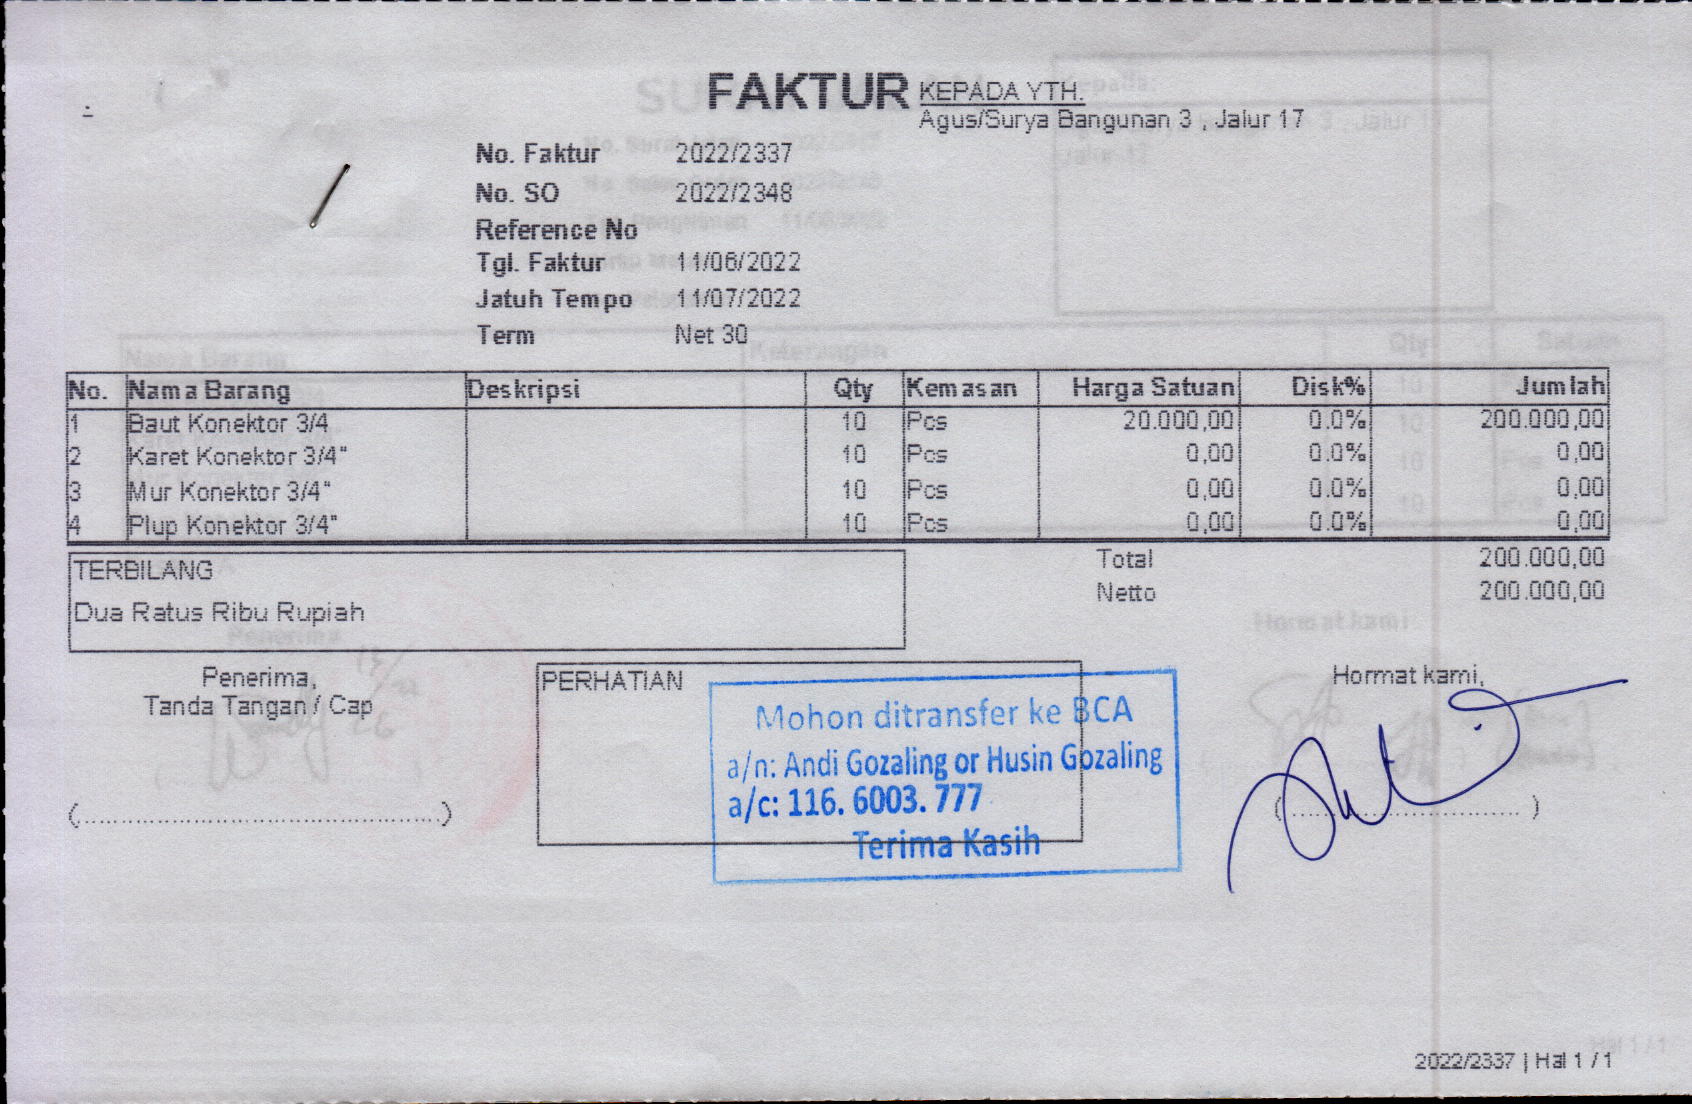 FAKTUR
KEPADA YTH.
Agus/Surya Bangunan 3 , Jalur 17
No. Faktur 2022/2337
No. SO 2022/2348
Reference No
Tgl. Faktur 11/06/2022
Jatuh Tempo 11/07/2022
Term Net 30
No. Nama Barang Deskripsi Qty Kemasan Harga Satuan Disk% Jumlah
1 Baut Konektor 3/4 10 Pcs 20.000,00 0.0% 200.000,00
2 Karet Konektor 3/4" 10 Pcs 0,00 0.0% 0,00
3 Mur Konektor 3/4" 10 Pcs 0,00 0.0% 0,00
4 Plup Konektor 3/4" 10 Pcs 0,00 0.0% 0,00
TERBILANG
Dua Ratus Ribu Rupiah
Total 200.000,00
Netto 200.000,00
Penerima,
Tanda Tangan / Cap
(..............................................)
PERHATIAN
Mohon ditransfer ke BCA
a/n: Andi Gozaling or Husin Gozaling
a/c: 116. 6003. 777
Terima Kasih
Hormat kami,
(................................)
2022/2337 | Hal 1 / 1